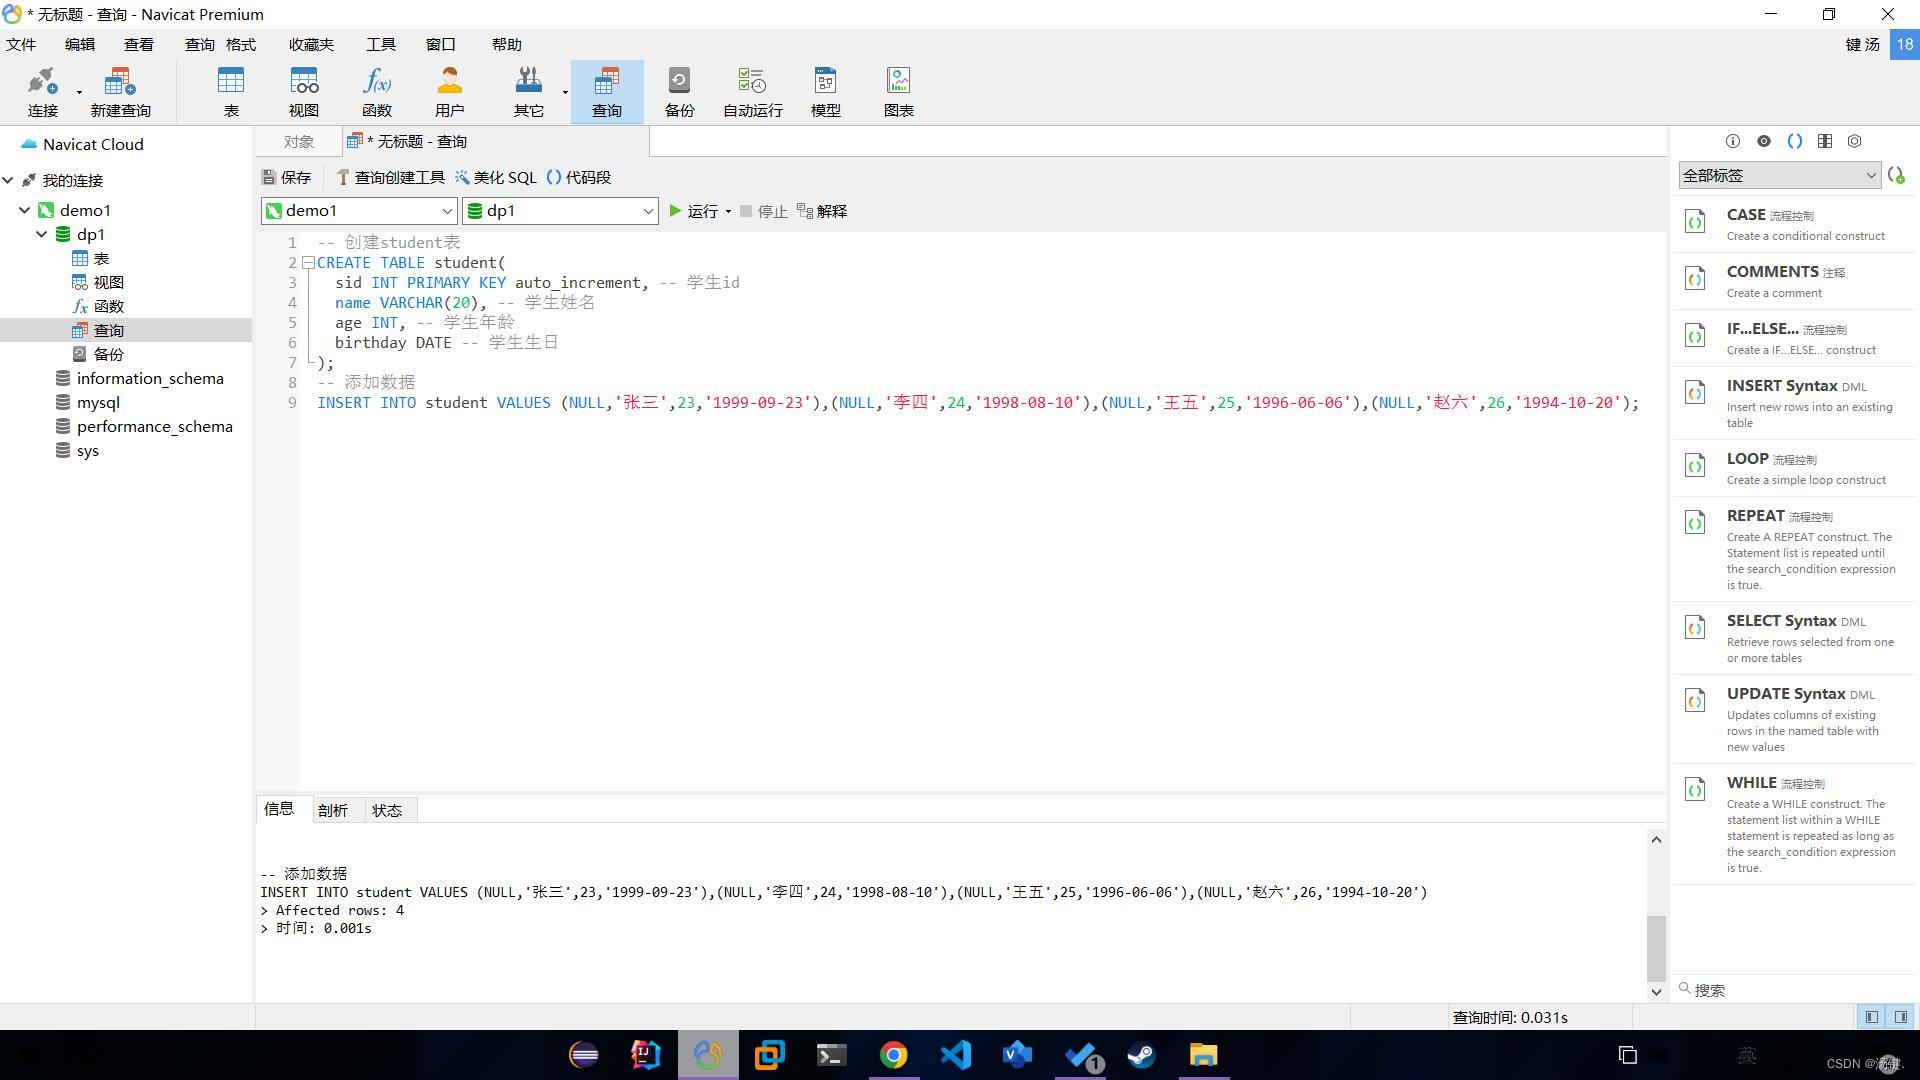 * 无标题 - 查询 - Navicat Premium
文件 编辑 查看 查询 格式 收藏夹 工具 窗口 帮助 键 汤 18
连接 新建查询 表 视图 函数 用户 其它 查询 备份 自动运行 模型 图表
Navicat Cloud
我的连接
demo1
dp1
表
视图
函数
查询
备份
information_schema
mysql
performance_schema
sys
对象 * 无标题 - 查询
保存 查询创建工具 美化 SQL 代码段
demo1 dp1 运行 停止 解释
1 -- 创建student表
2 CREATE TABLE student(
3 sid INT PRIMARY KEY auto_increment, -- 学生id
4 name VARCHAR(20), -- 学生姓名
5 age INT, -- 学生年龄
6 birthday DATE -- 学生生日
7 );
8 -- 添加数据
9 INSERT INTO student VALUES (NULL,'张三',23,'1999-09-23'),(NULL,'李四',24,'1998-08-10'),(NULL,'王五',25,'1996-06-06'),(NULL,'赵六',26,'1994-10-20');
信息 剖析 状态
-- 添加数据
INSERT INTO student VALUES (NULL,'张三',23,'1999-09-23'),(NULL,'李四',24,'1998-08-10'),(NULL,'王五',25,'1996-06-06'),(NULL,'赵六',26,'1994-10-20')
> Affected rows: 4
> 时间: 0.001s
全部标签
CASE 流程控制
Create a conditional construct
COMMENTS 注释
Create a comment
IF...ELSE... 流程控制
Create a IF...ELSE... construct
INSERT Syntax DML
Insert new rows into an existing
table
LOOP 流程控制
Create a simple loop construct
REPEAT 流程控制
Create A REPEAT construct. The
Statement list is repeated until
the search_condition expression
is true.
SELECT Syntax DML
Retrieve rows selected from one
or more tables
UPDATE Syntax DML
Updates columns of existing
rows in the named table with
new values
WHILE 流程控制
Create a WHILE construct. The
statement list within a WHILE
statement is repeated as long as
the search_condition expression
is true.
搜索
查询时间: 0.031s
1
英
CSDN @汤键.